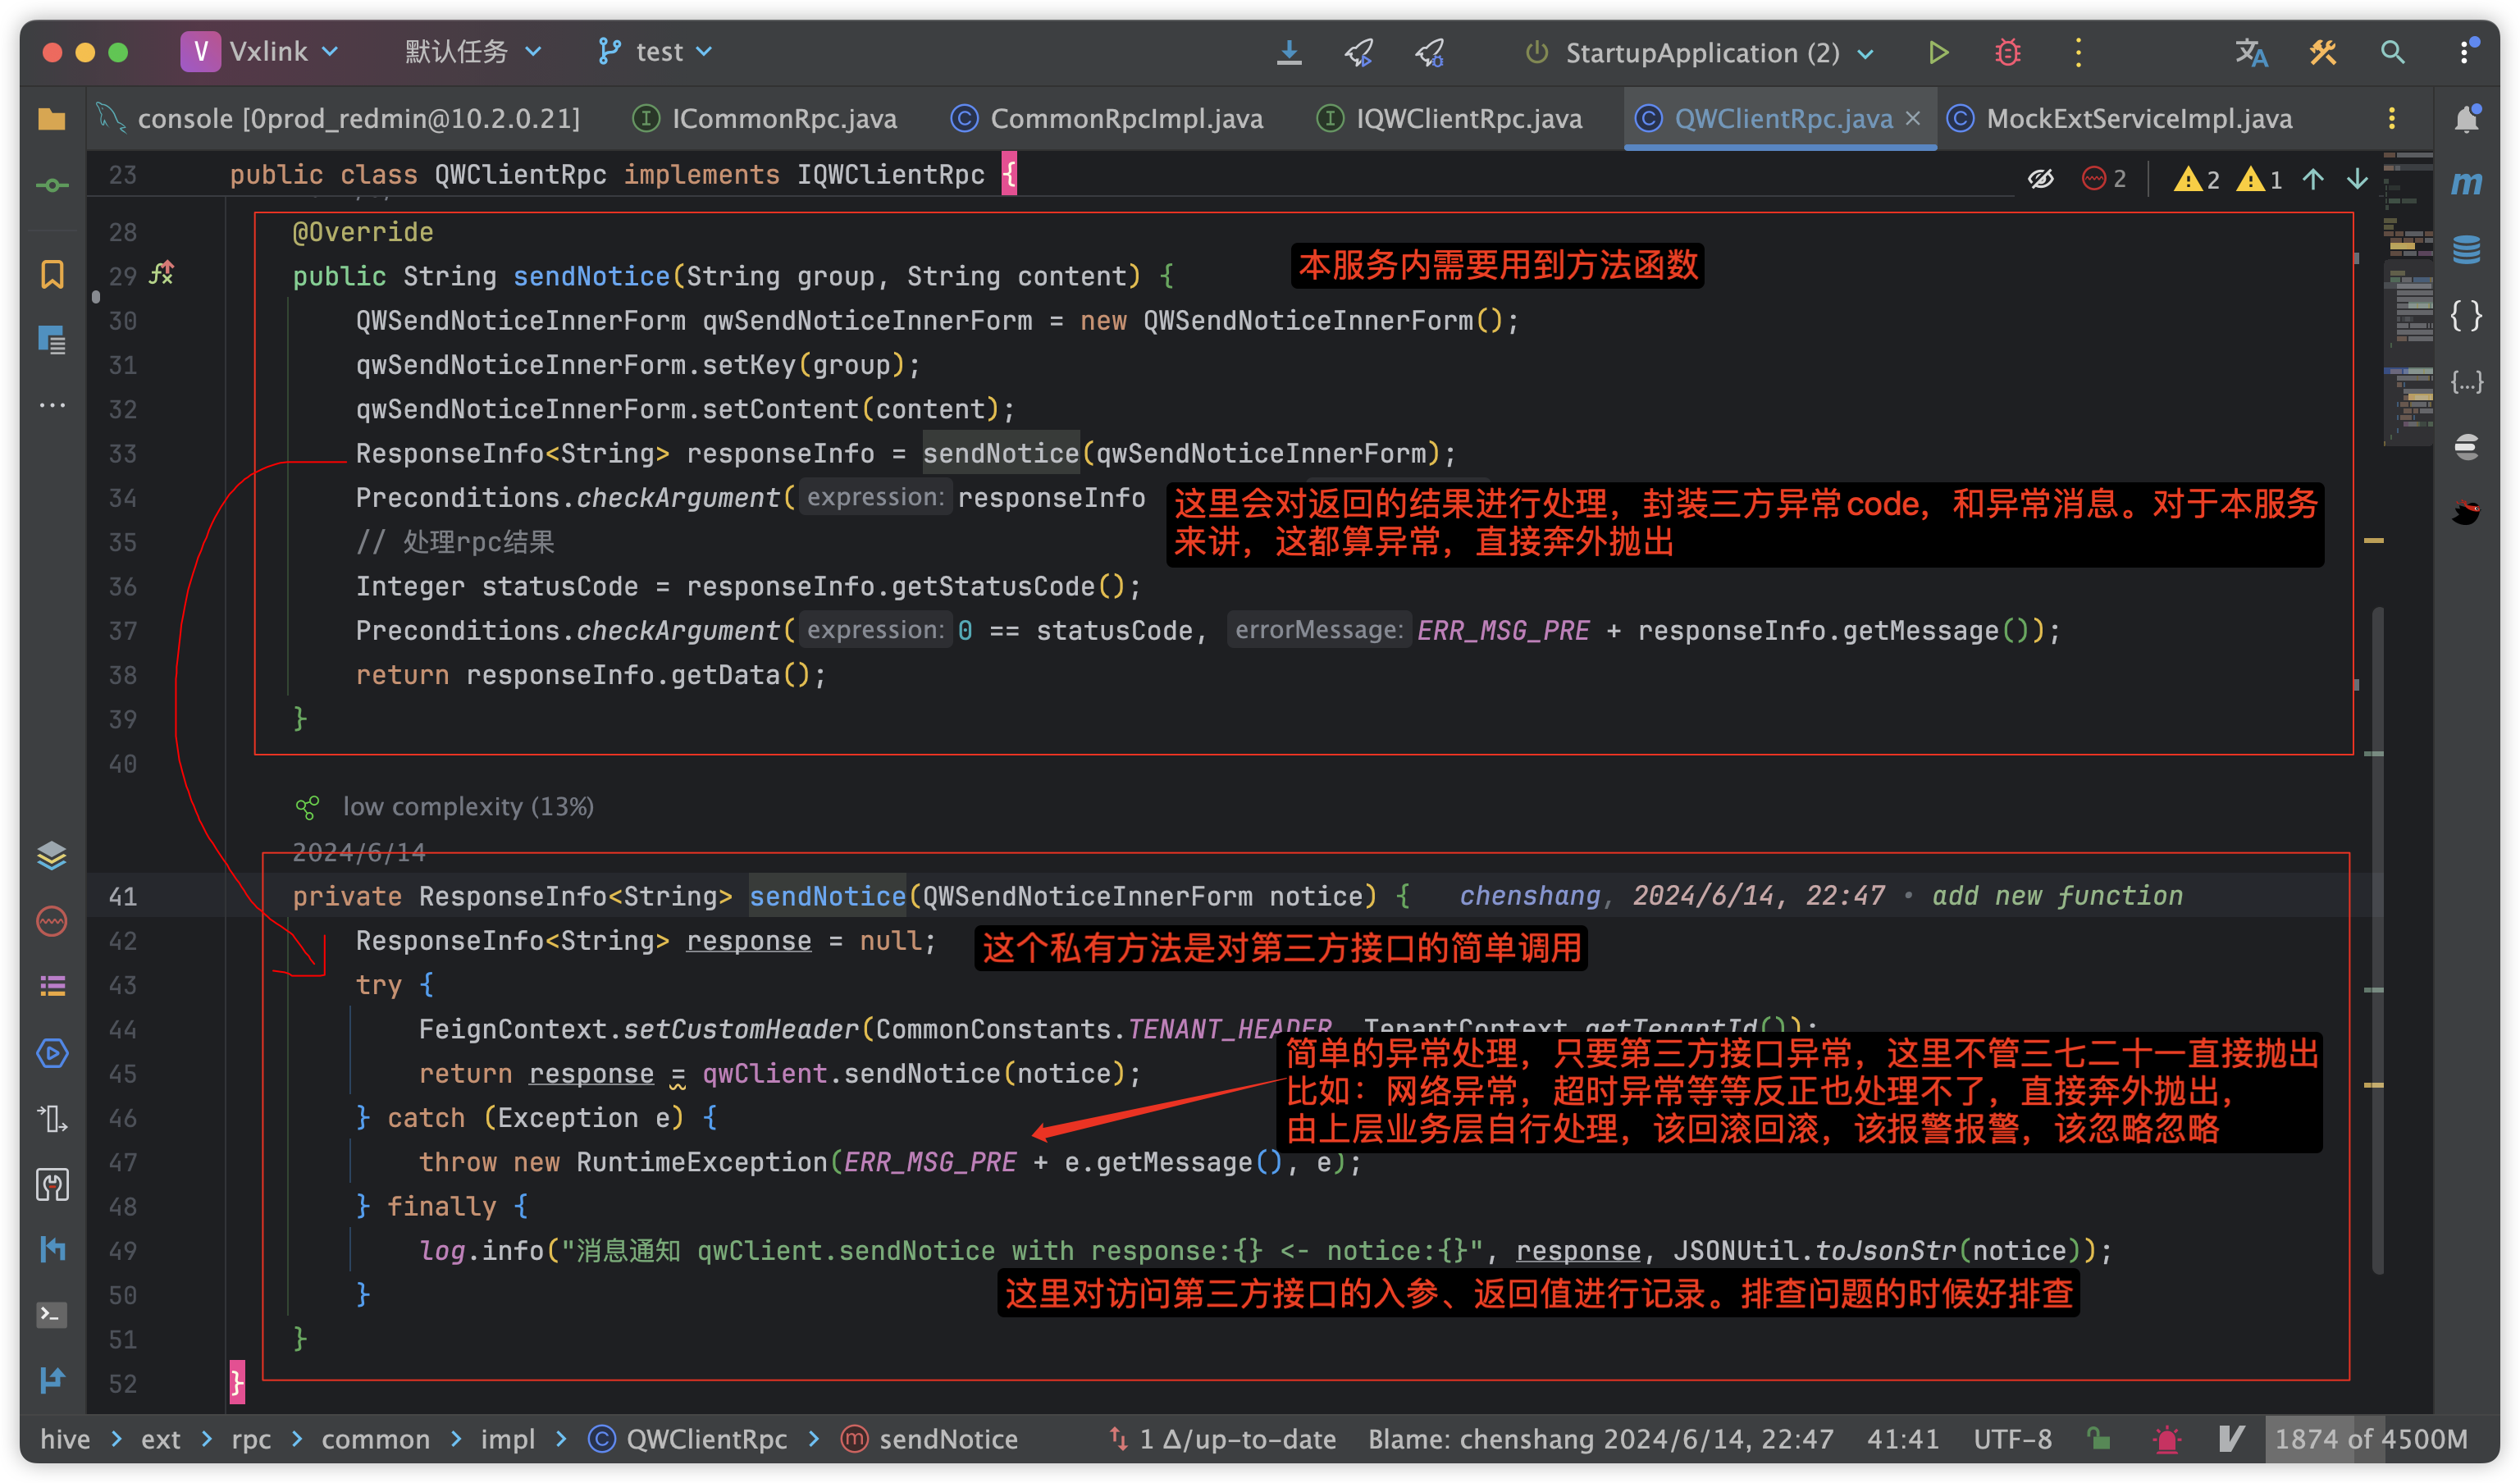 V Vxlink 默认任务 test StartupApplication (2)
console [0prod_redmin@10.2.0.21] ICommonRpc.java CommonRpcImpl.java IQWClientRpc.java QWClientRpc.java MockExtServiceImpl.java
23 public class QWClientRpc implements IQWClientRpc {
2 2 1
28 @Override
29 public String sendNotice(String group, String content) {
本服务内需要用到方法函数
30 QWSendNoticeInnerForm qwSendNoticeInnerForm = new QWSendNoticeInnerForm();
31 qwSendNoticeInnerForm.setKey(group);
32 qwSendNoticeInnerForm.setContent(content);
33 ResponseInfo<String> responseInfo = sendNotice(qwSendNoticeInnerForm);
34 Preconditions.checkArgument( expression: responseInfo
这里会对返回的结果进行处理，封装三方异常code，和异常消息。对于本服务
来讲，这都算异常，直接奔外抛出
35 // 处理rpc结果
36 Integer statusCode = responseInfo.getStatusCode();
37 Preconditions.checkArgument( expression: 0 == statusCode, errorMessage: ERR_MSG_PRE + responseInfo.getMessage());
38 return responseInfo.getData();
39 }
40
low complexity (13%)
2024/6/14
41 private ResponseInfo<String> sendNotice(QWSendNoticeInnerForm notice) { chenshang, 2024/6/14, 22:47 · add new function
42 ResponseInfo<String> response = null;
这个私有方法是对第三方接口的简单调用
43 try {
44 FeignContext.setCustomHeader(CommonConstants.TENANT_HEADER, TenantContext.getTenantId());
简单的异常处理，只要第三方接口异常，这里不管三七二十一直接抛出
比如：网络异常，超时异常等等反正也处理不了，直接奔外抛出，
由上层业务层自行处理，该回滚回滚，该报警报警，该忽略忽略
45 return response = qwClient.sendNotice(notice);
46 } catch (Exception e) {
47 throw new RuntimeException(ERR_MSG_PRE + e.getMessage(), e);
48 } finally {
49 log.info("消息通知 qwClient.sendNotice with response:{} <- notice:{}", response, JSONUtil.toJsonStr(notice));
50 }
这里对访问第三方接口的入参、返回值进行记录。排查问题的时候好排查
51 }
52 }
hive > ext > rpc > common > impl > QWClientRpc > sendNotice 1 Δ/up-to-date Blame: chenshang 2024/6/14, 22:47 41:41 UTF-8 1874 of 4500M